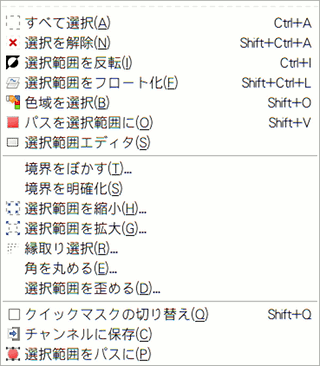 すべて選択(A) Ctrl+A
選択を解除(N) Shift+Ctrl+A
選択範囲を反転(I) Ctrl+I
選択範囲をフロート化(F) Shift+Ctrl+L
色域を選択(B) Shift+O
パスを選択範囲に(O) Shift+V
選択範囲エディタ(S)
境界をぼかす(T)...
境界を明確化(S)
選択範囲を縮小(H)...
選択範囲を拡大(G)...
縁取り選択(R)...
角を丸める(E)...
選択範囲を歪める(D)...
クイックマスクの切り替え(Q) Shift+Q
チャンネルに保存(C)
選択範囲をパスに(P)